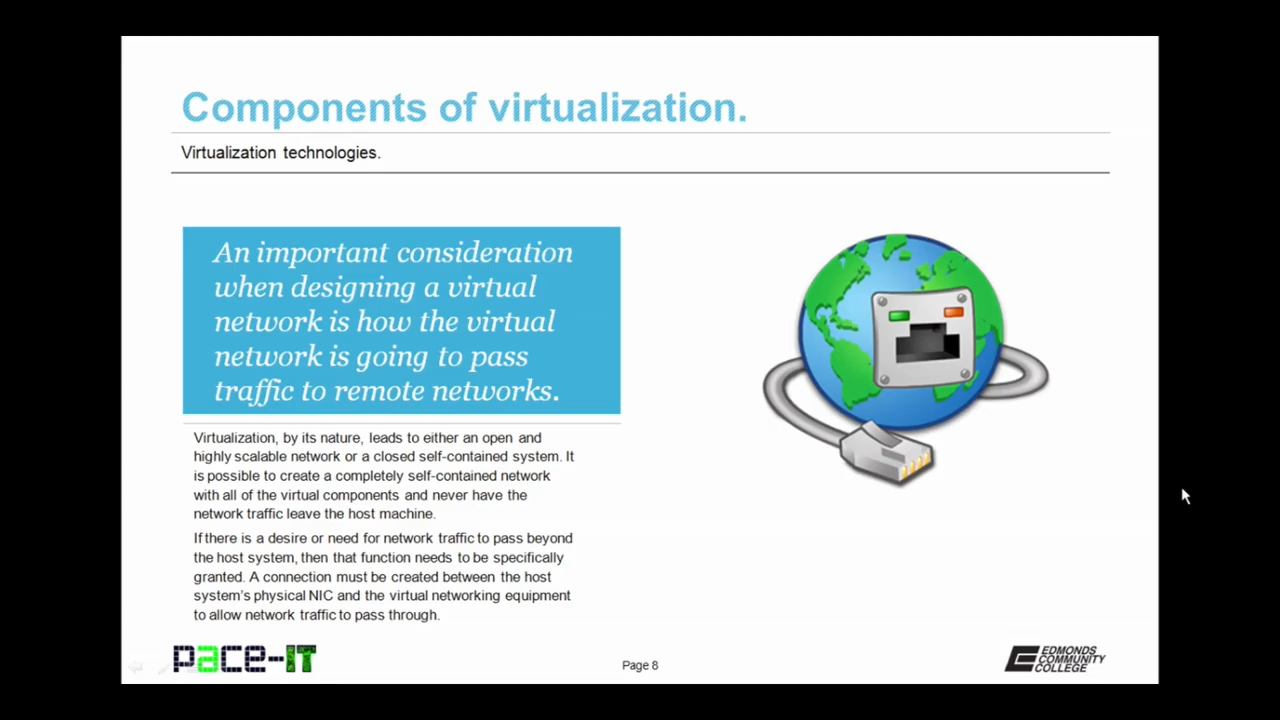 Components of virtualization.
Virtualization technologies.
An important consideration
when designing a virtual
network is how the virtual
network is going to pass
traffic to remote networks.
Virtualization, by its nature, leads to either an open and
highly scalable network or a closed self-contained system. It
is possible to create a completely self-contained network
with all of the virtual components and never have the
network traffic leave the host machine.
If there is a desire or need for network traffic to pass beyond
the host system, then that function needs to be specifically
granted. A connection must be created between the host
system's physical NIC and the virtual networking equipment
to allow network traffic to pass through.
pace-IT
Page 8
EDMONDS
COMMUNITY
COLLEGE